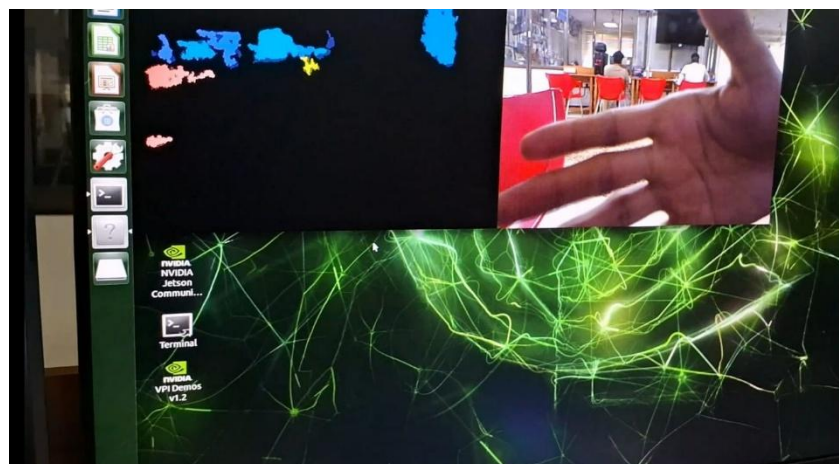 NVIDIA
NVIDIA
Jetson
Communi...
Terminal
NVIDIA
VPI Demos
v1.2